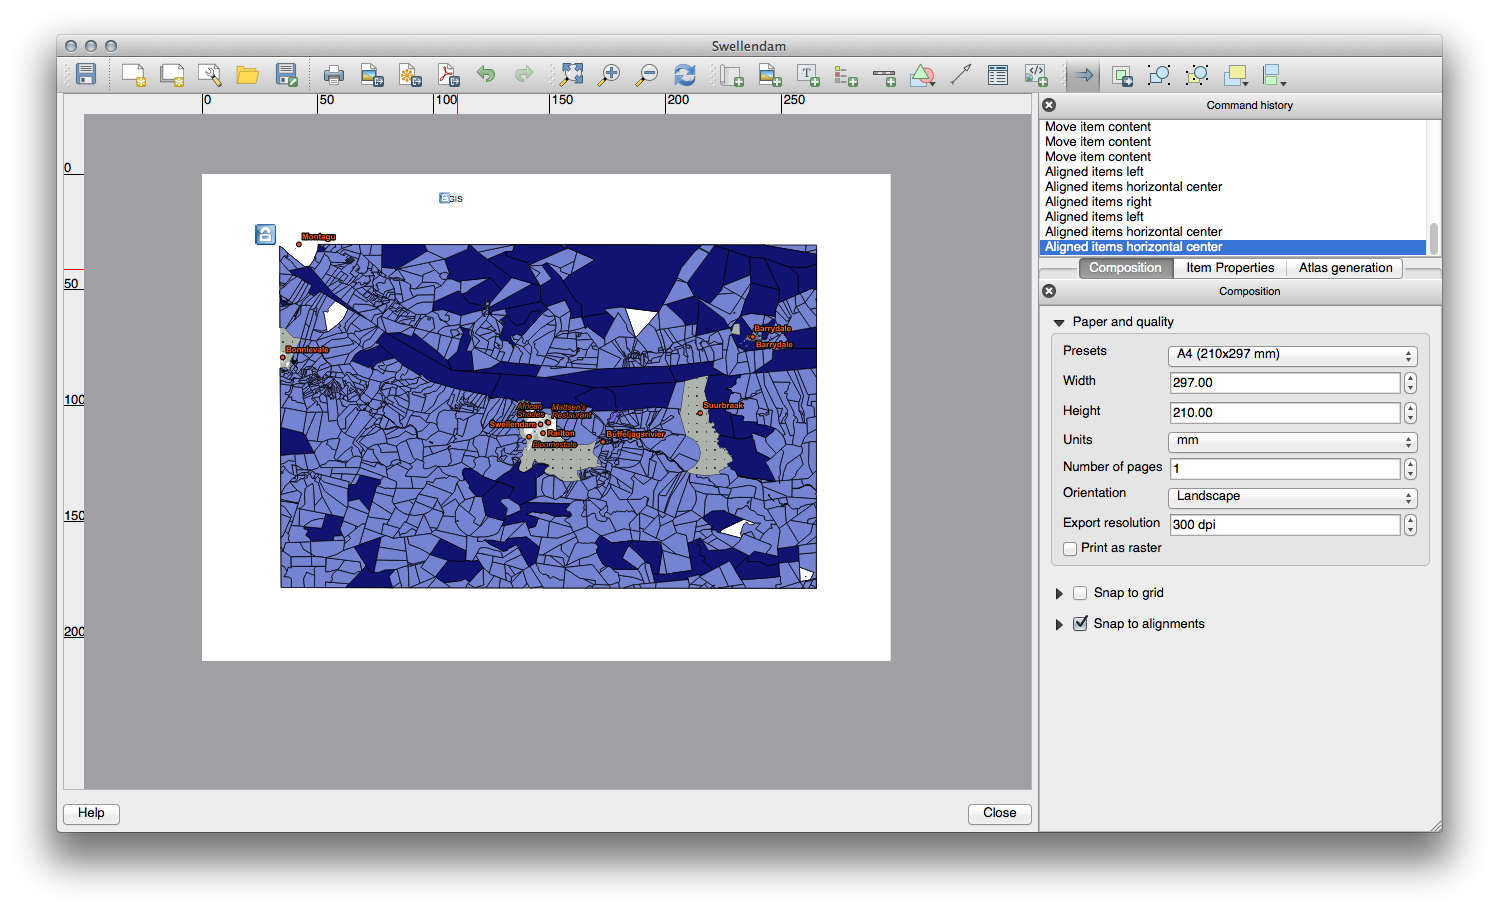 Swellendam
0 50 100 150 200 250
Command history
Move item content
Move item content
Move item content
Aligned items left
Aligned items horizontal center
Aligned items right
Aligned items left
Aligned items horizontal center
Aligned items horizontal center
Composition Item Properties Atlas generation
Composition
Paper and quality
Presets A4 (210x297 mm)
Width 297.00
Height 210.00
Units mm
Number of pages 1
Orientation Landscape
Export resolution 300 dpi
Print as raster
Snap to grid
Snap to alignments
0
50
100
150
200
GIS
Montagu
Bonnievale
Barrydale
Barrydale
Suurbraak
African
Shades
Mattsen's
Restaurant
Swellendam
Railton
Bloomestate
Buffeljagsrivier
Help
Close